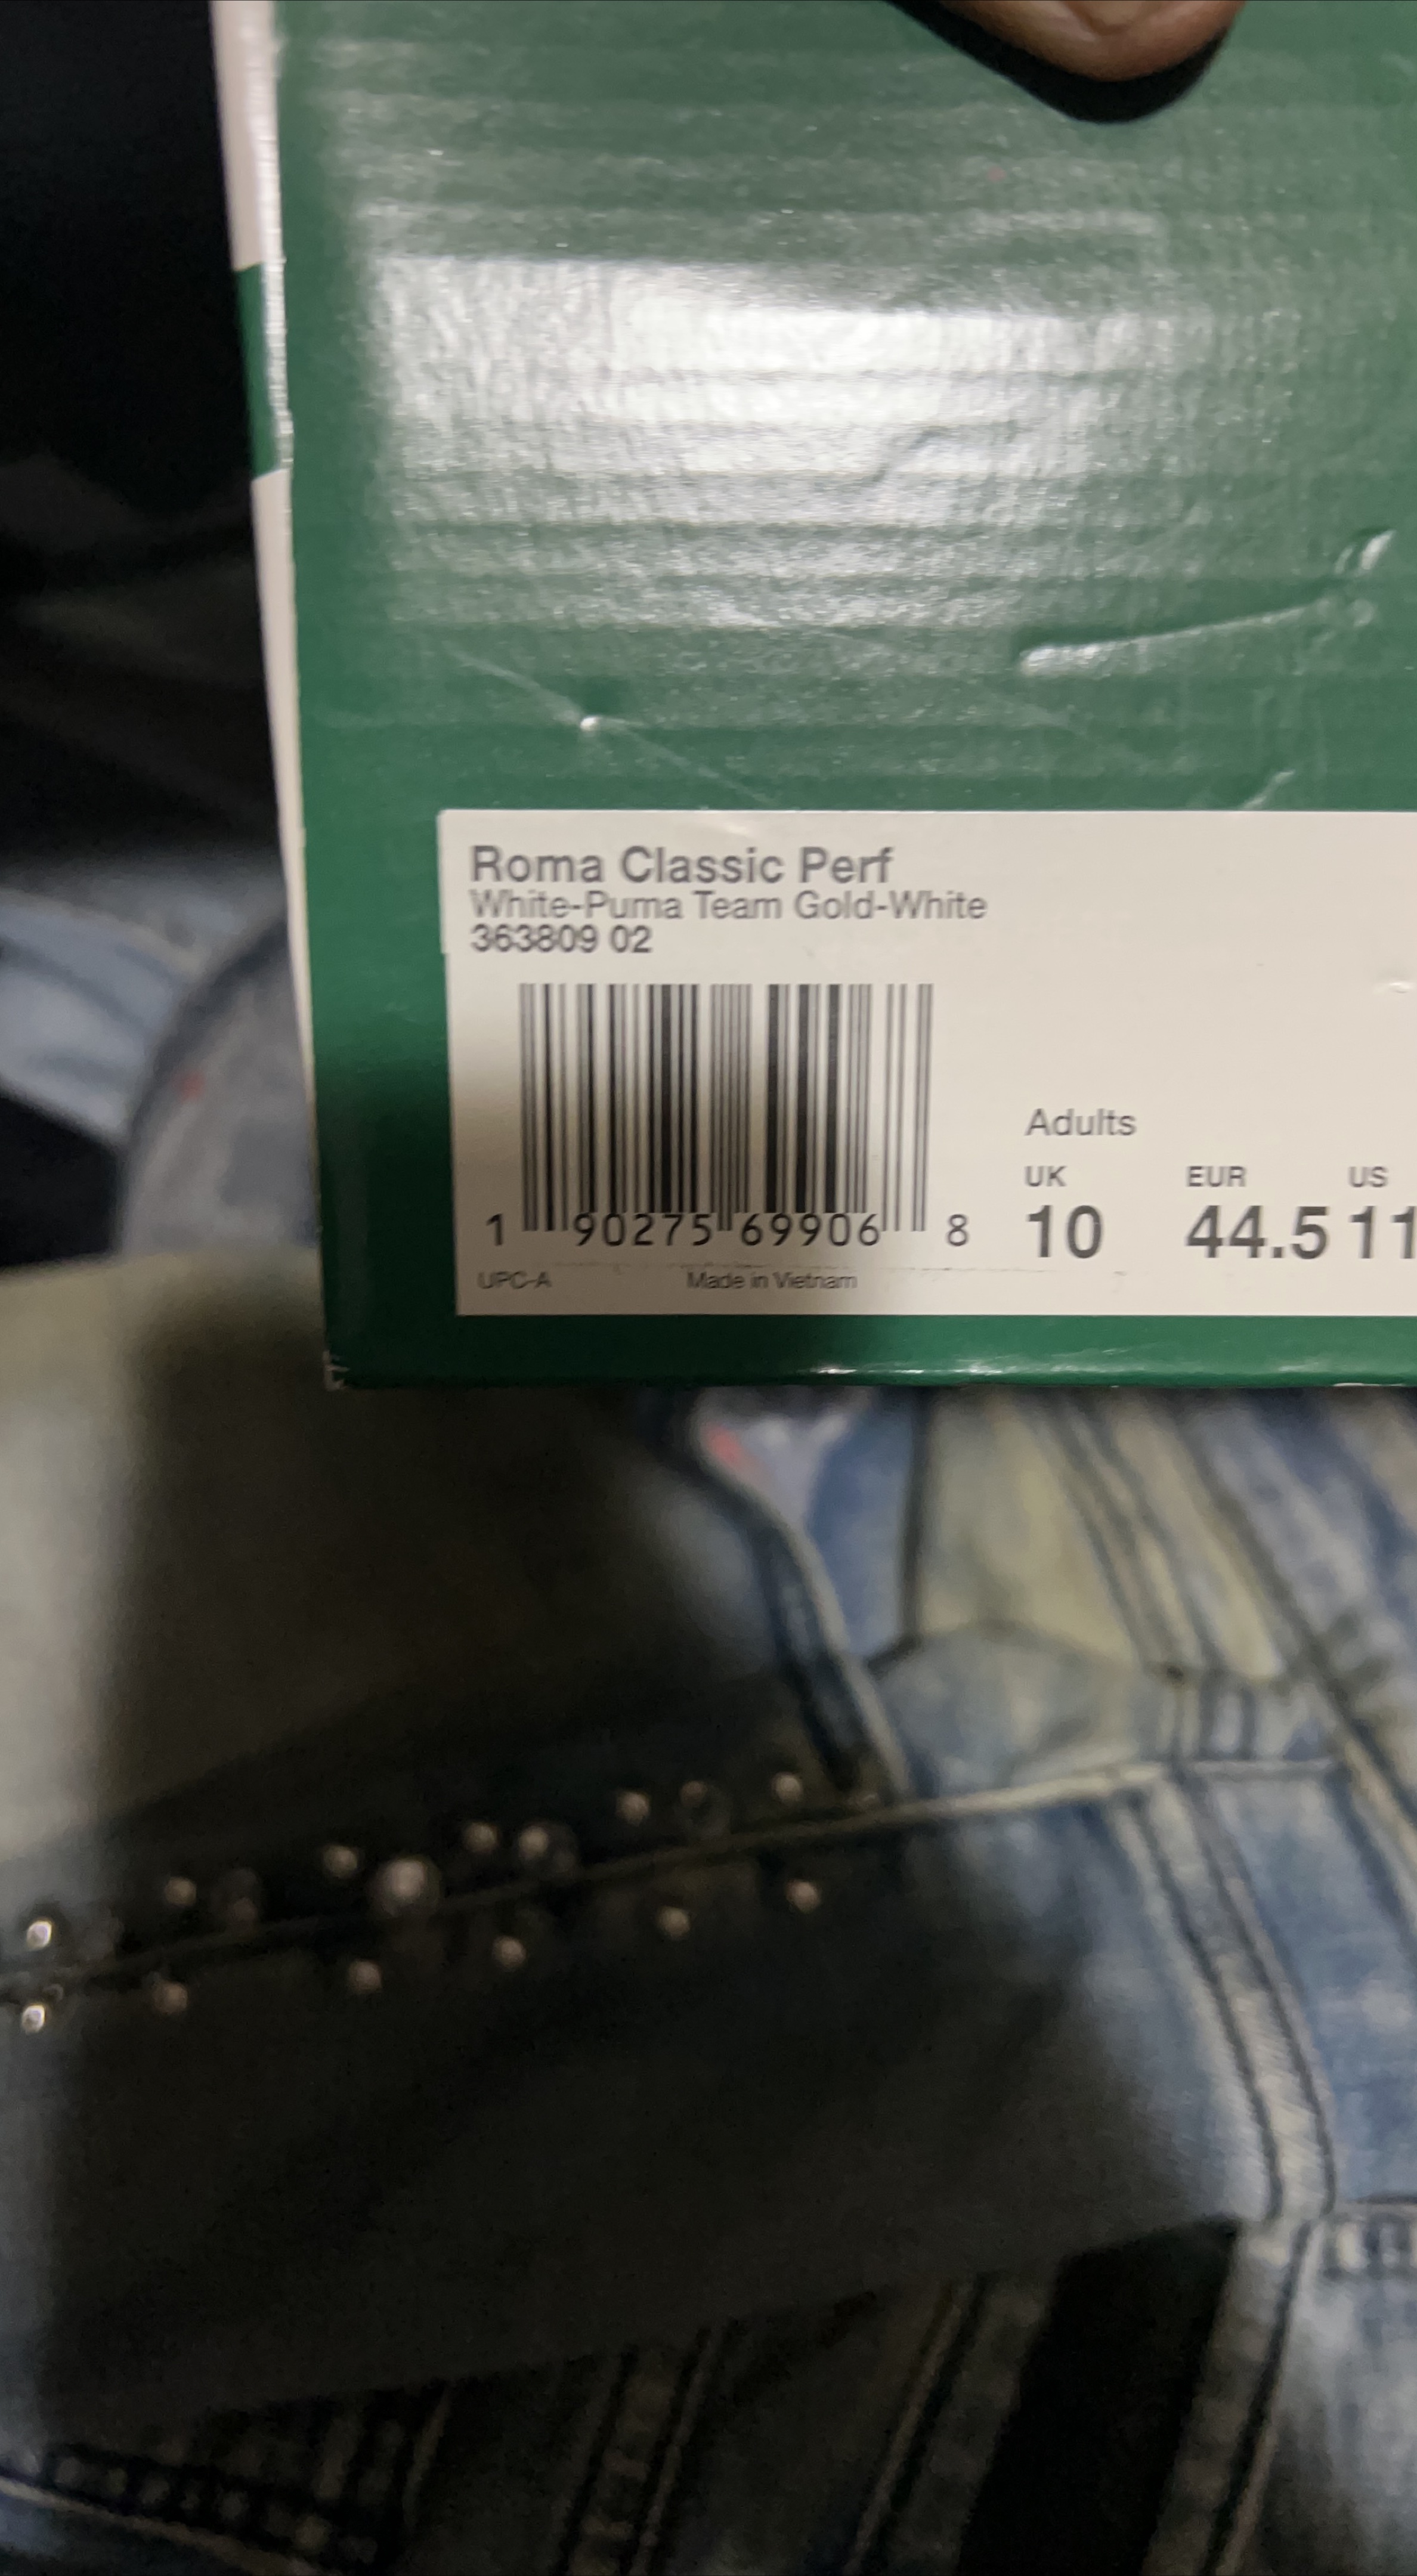 Roma Classic Perf
White-Puma Team Gold-White
363809 02
Adults
UK EUR US
10 44.5 11
1 90275 69906 8
UPC-A Made in Vietnam